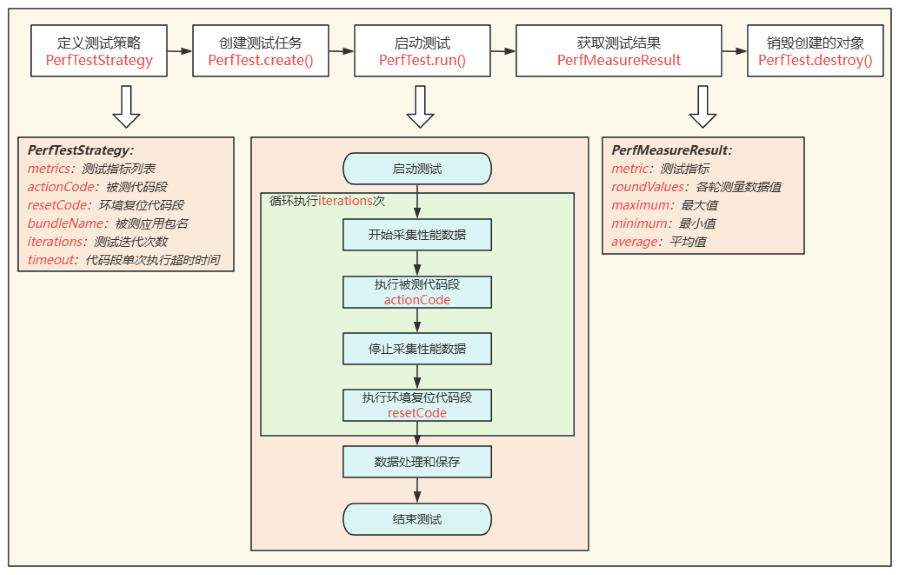 定义测试策略
PerfTestStrategy
创建测试任务
PerfTest.create()
启动测试
PerfTest.run()
获取测试结果
PerfMeasureResult
销毁创建的对象
PerfTest.destroy()
PerfTestStrategy:
metrics：测试指标列表
actionCode：被测代码段
resetCode：环境复位代码段
bundleName：被测应用包名
iterations：测试迭代次数
timeout：代码段单次执行超时时间
启动测试
循环执行iterations次
开始采集性能数据
执行被测代码段
actionCode
停止采集性能数据
执行环境复位代码段
resetCode
数据处理和保存
结束测试
PerfMeasureResult:
metric：测试指标
roundValues：各轮测量数据值
maximum：最大值
minimum：最小值
average：平均值